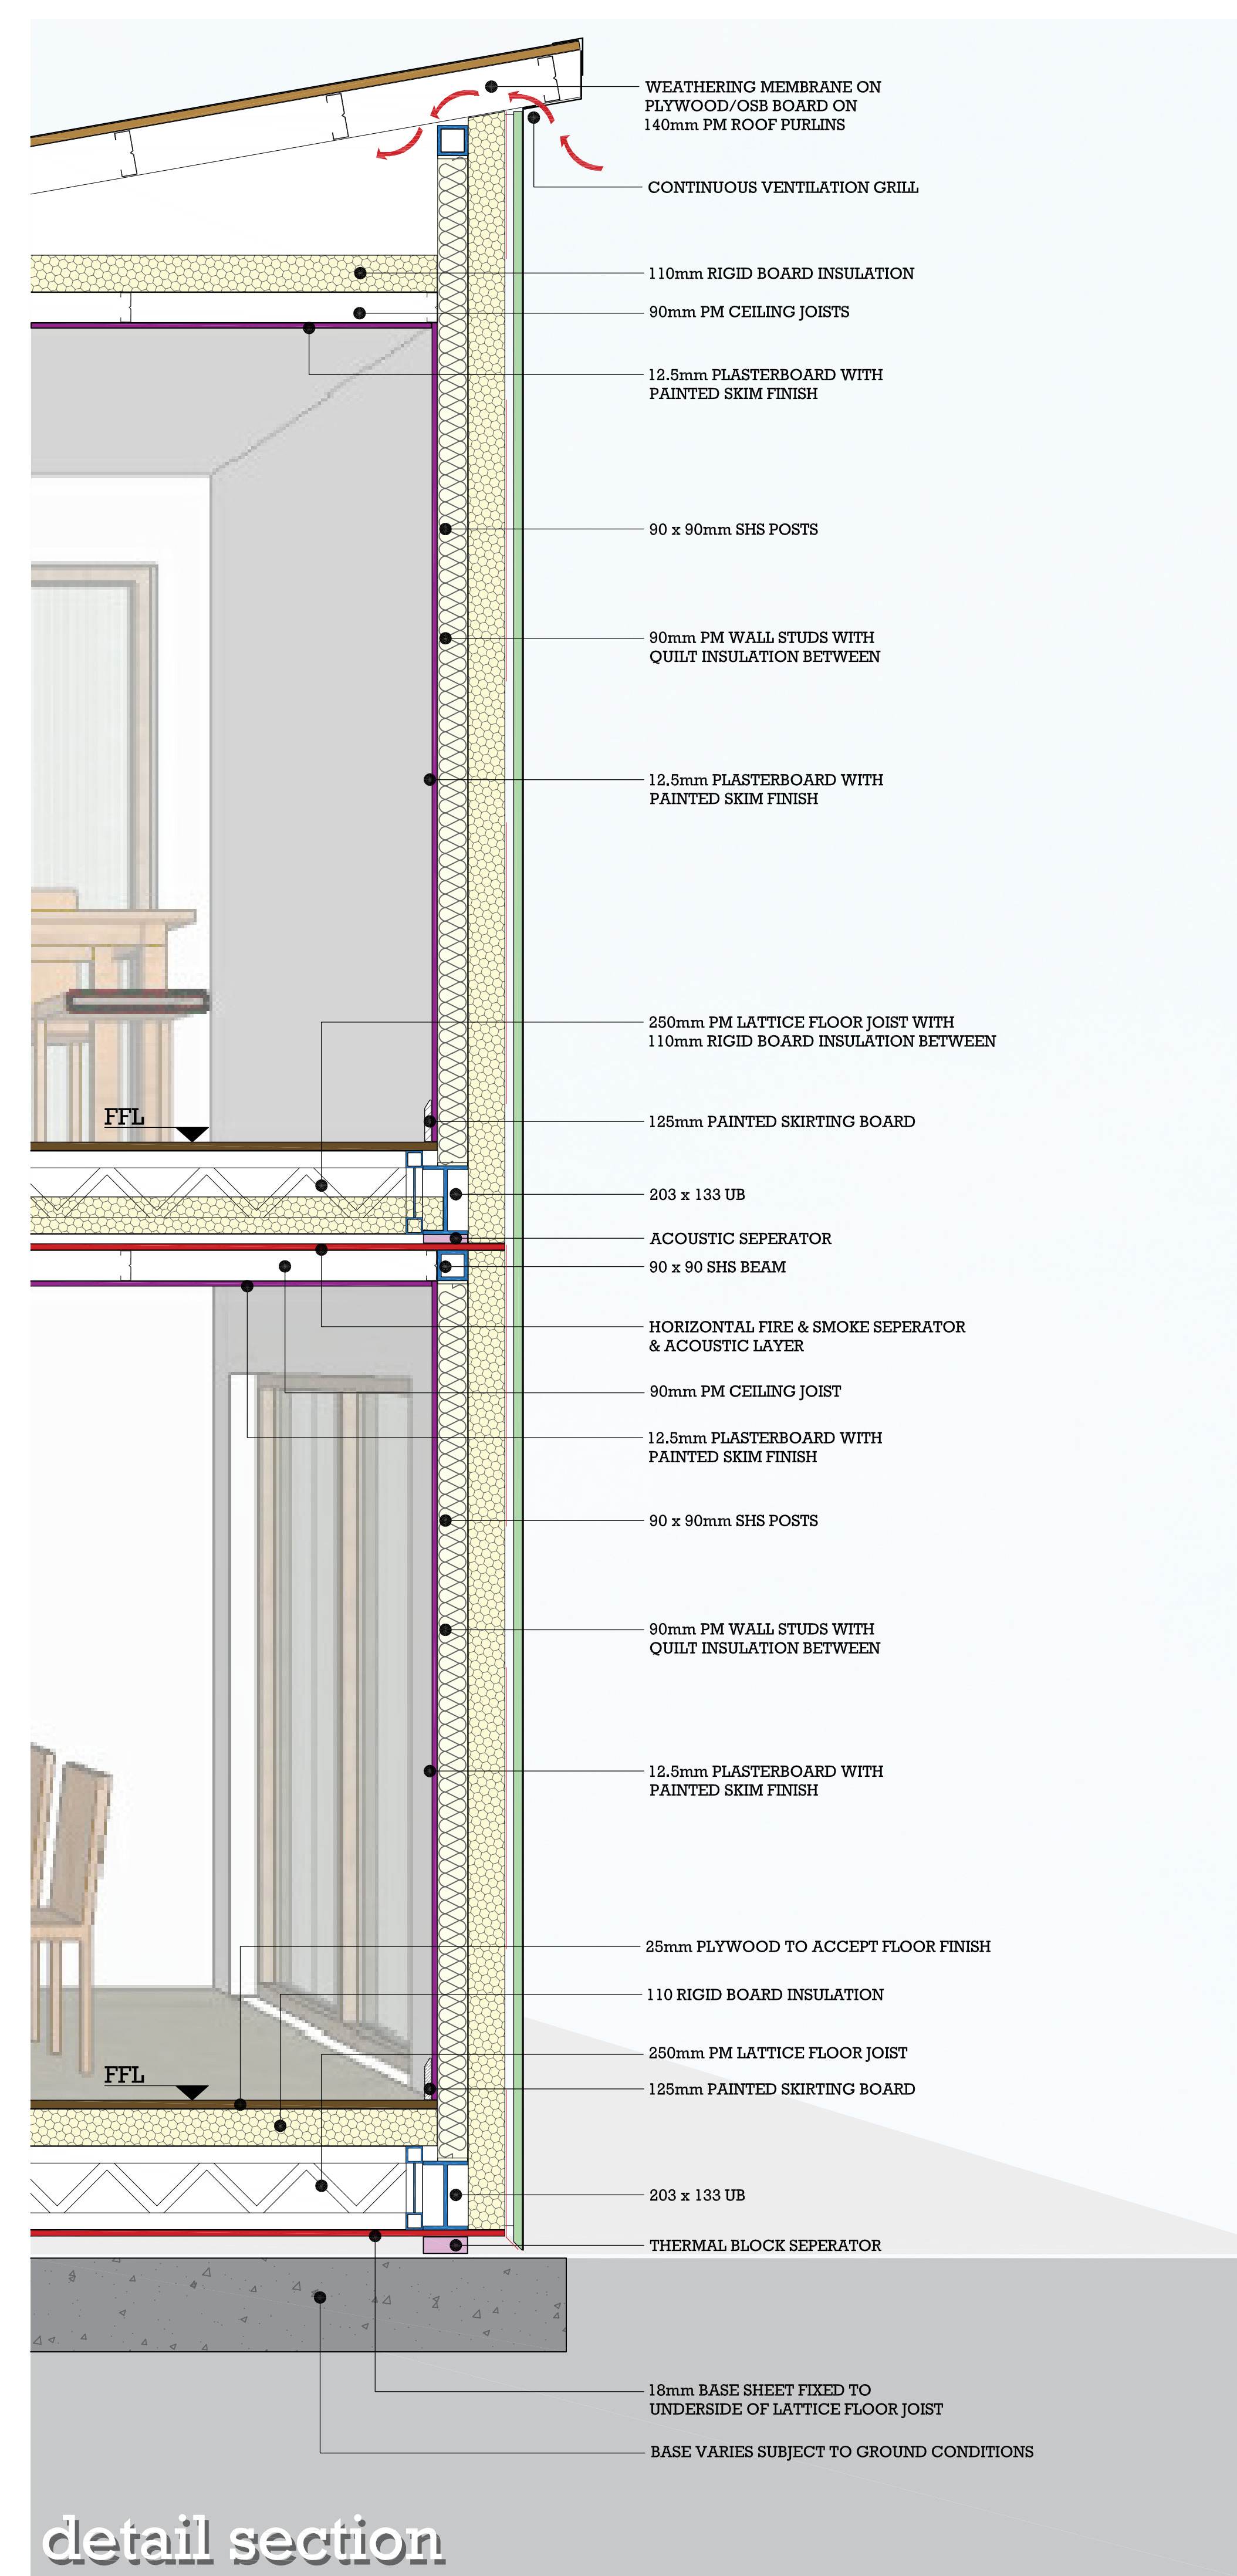 WEATHERING MEMBRANE ON
PLYWOOD/OSB BOARD ON
140mm PM ROOF PURLINS
CONTINUOUS VENTILATION GRILL
110mm RIGID BOARD INSULATION
90mm PM CEILING JOISTS
12.5mm PLASTERBOARD WITH
PAINTED SKIM FINISH
90 x 90mm SHS POSTS
90mm PM WALL STUDS WITH
QUILT INSULATION BETWEEN
12.5mm PLASTERBOARD WITH
PAINTED SKIM FINISH
250mm PM LATTICE FLOOR JOIST WITH
110mm RIGID BOARD INSULATION BETWEEN
FFL
125mm PAINTED SKIRTING BOARD
203 x 133 UB
ACOUSTIC SEPERATOR
90 x 90 SHS BEAM
HORIZONTAL FIRE & SMOKE SEPERATOR
& ACOUSTIC LAYER
90mm PM CEILING JOIST
12.5mm PLASTERBOARD WITH
PAINTED SKIM FINISH
90 x 90mm SHS POSTS
90mm PM WALL STUDS WITH
QUILT INSULATION BETWEEN
12.5mm PLASTERBOARD WITH
PAINTED SKIM FINISH
25mm PLYWOOD TO ACCEPT FLOOR FINISH
110 RIGID BOARD INSULATION
250mm PM LATTICE FLOOR JOIST
FFL
125mm PAINTED SKIRTING BOARD
203 x 133 UB
THERMAL BLOCK SEPERATOR
18mm BASE SHEET FIXED TO
UNDERSIDE OF LATTICE FLOOR JOIST
BASE VARIES SUBJECT TO GROUND CONDITIONS
detail section